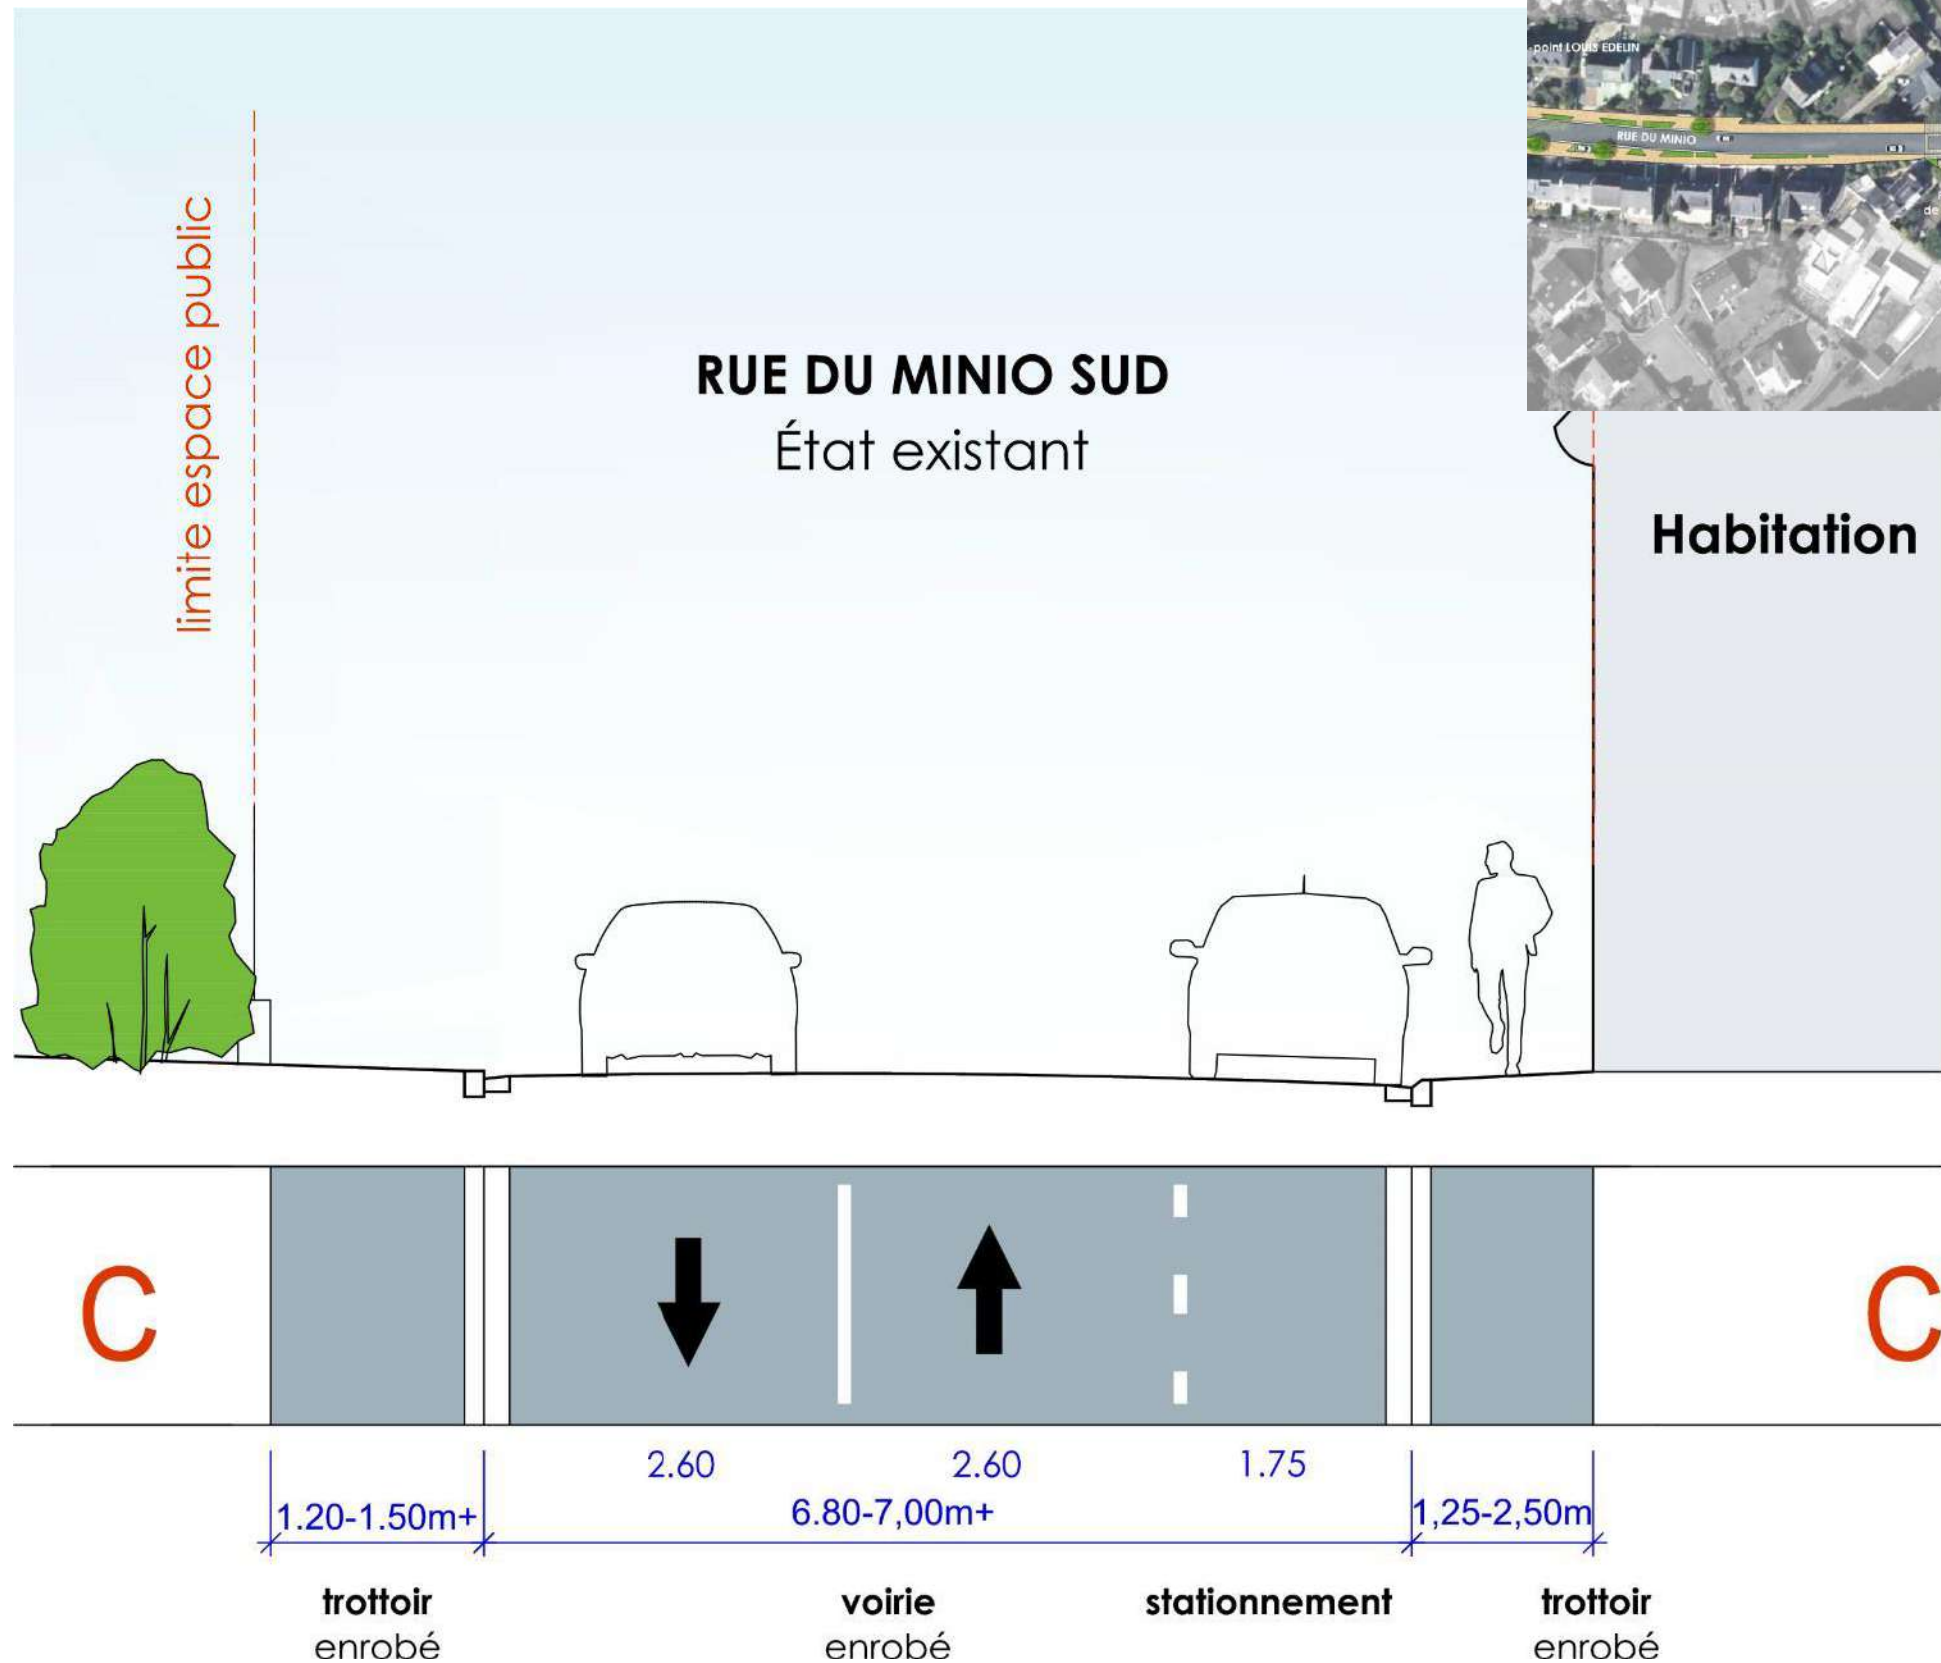 point LOUIS EDELIN
RUE DU MINIO
de
limite espace public
RUE DU MINIO SUD
État existant
Habitation
C
C
2.60
2.60
1.75
1.20-1.50m+
6.80-7,00m+
1,25-2,50m
trottoir
enrobé
voirie
enrobé
stationnement
trottoir
enrobé